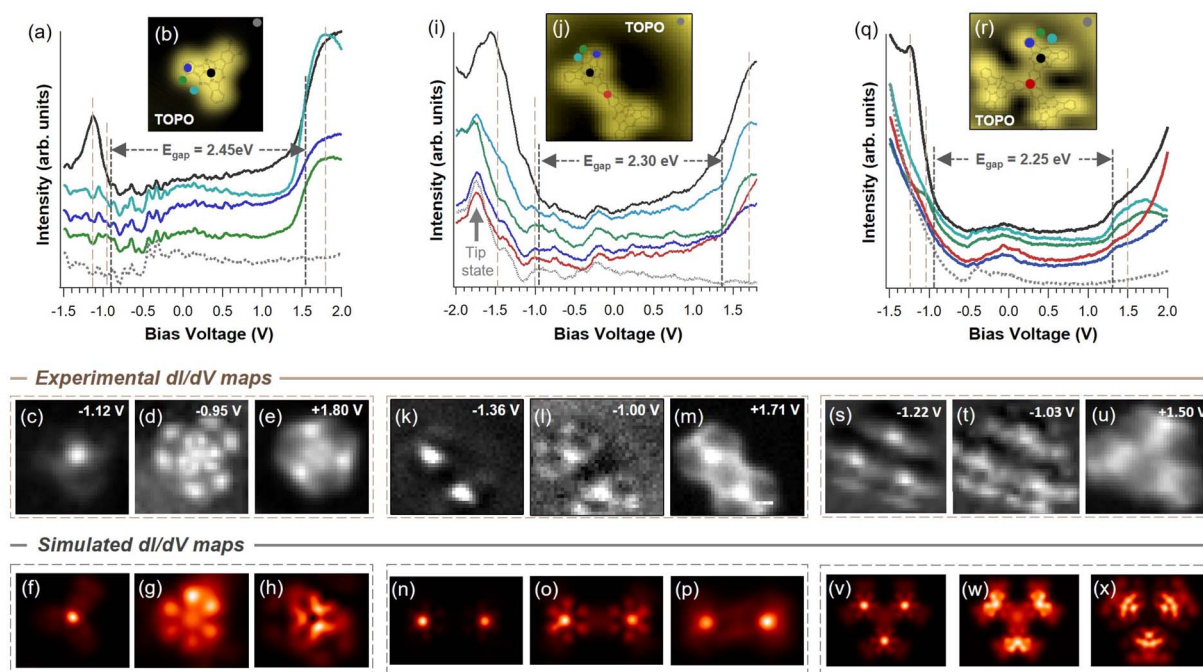 (a)
(b)
TOPO
E_gap = 2.45eV
Intensity (arb. units)
-1.5 -1.0 -0.5 0.0 0.5 1.0 1.5 2.0
Bias Voltage (V)
(i)
(j)
TOPO
E_gap = 2.30 eV
Tip
state
Intensity (arb. units)
-2.0 -1.5 -1.0 -0.5 0.0 0.5 1.0 1.5
Bias Voltage (V)
(q)
(r)
TOPO
E_gap = 2.25 eV
Intensity (arb. units)
-1.5 -1.0 -0.5 0.0 0.5 1.0 1.5 2.0
Bias Voltage (V)
Experimental dI/dV maps
(c) -1.12 V (d) -0.95 V (e) +1.80 V (k) -1.36 V (l) -1.00 V (m) +1.71 V (s) -1.22 V (t) -1.03 V (u) +1.50 V
Simulated dI/dV maps
(f) (g) (h) (n) (o) (p) (v) (w) (x)